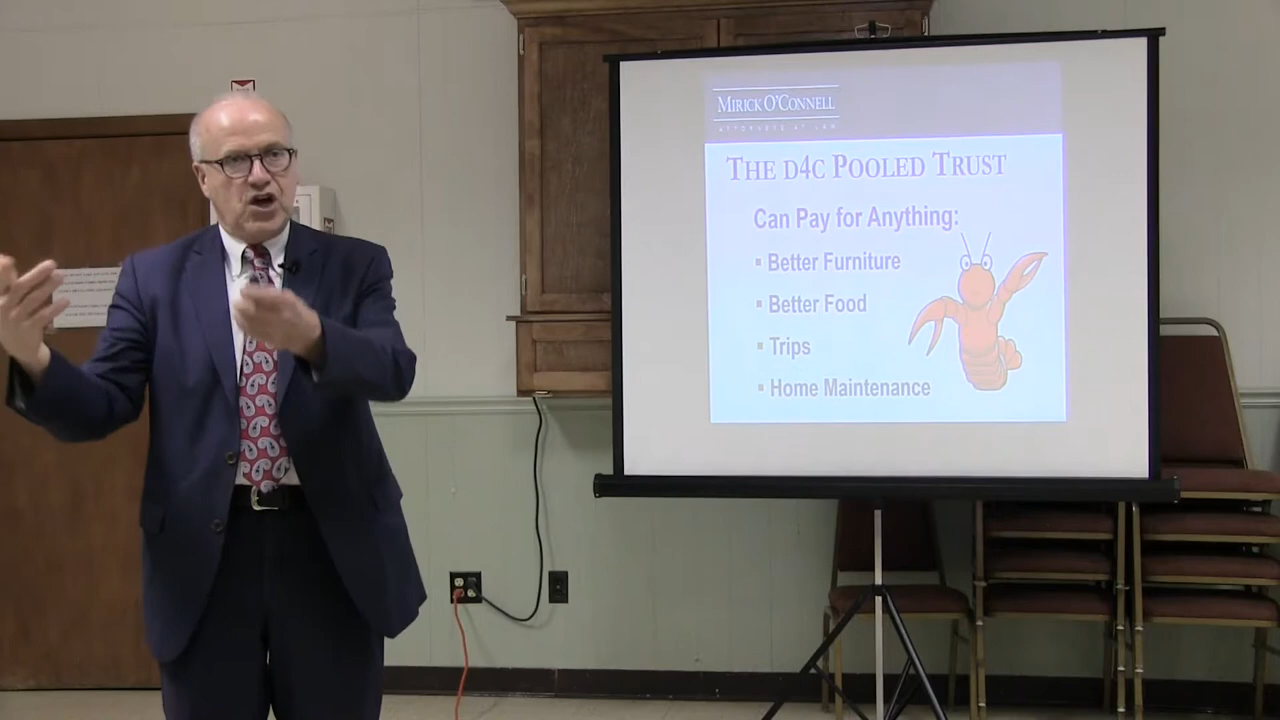 MIRICK O'CONNELL
ATTORNEYS AT LAW
THE D4C POOLED TRUST
Can Pay for Anything:
▪ Better Furniture
▪ Better Food
▪ Trips
▪ Home Maintenance